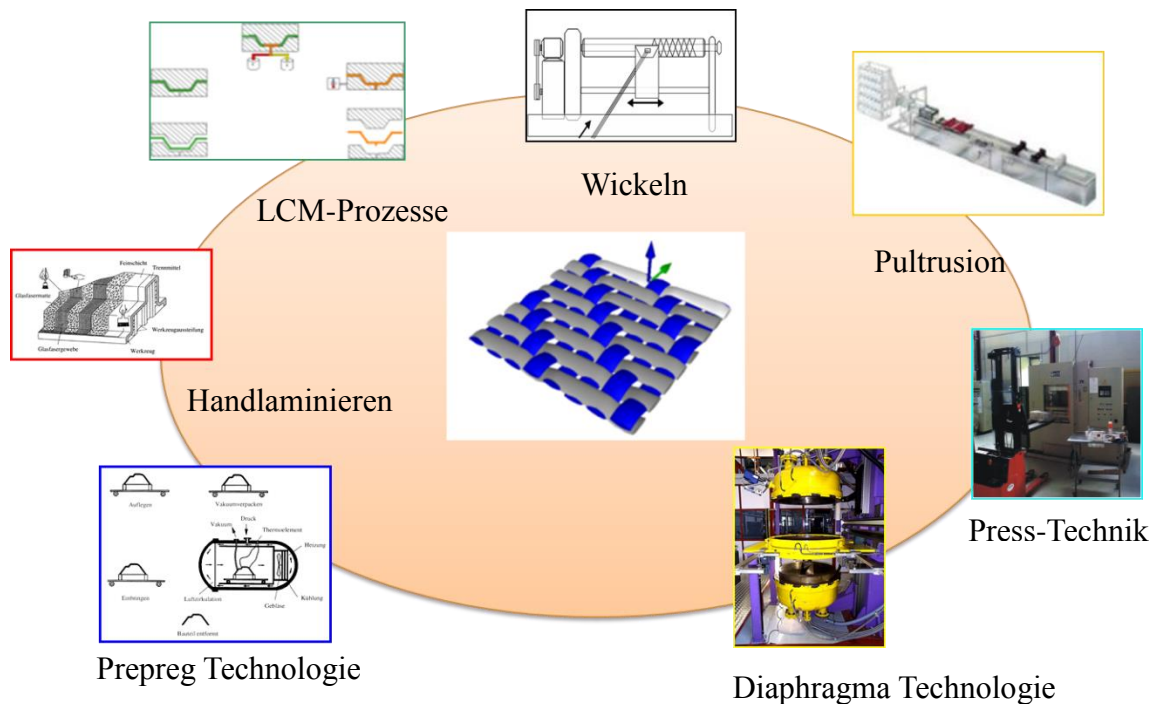 Wickeln
LCM-Prozesse
Pultrusion
Feinschicht
Trennmittel
Glasfasermatte
Werkzeugaussteifung
Glasfasergewebe
Werkzeug
Handlaminieren
Press-Technik
Auflegen
Vakuumverpacken
Druck
Vakuum
Thermoelement
Heizung
Einbringen
Luftzirkulation
Kühlung
Gebläse
Bauteil entformt
Prepreg Technologie
Diaphragma Technologie